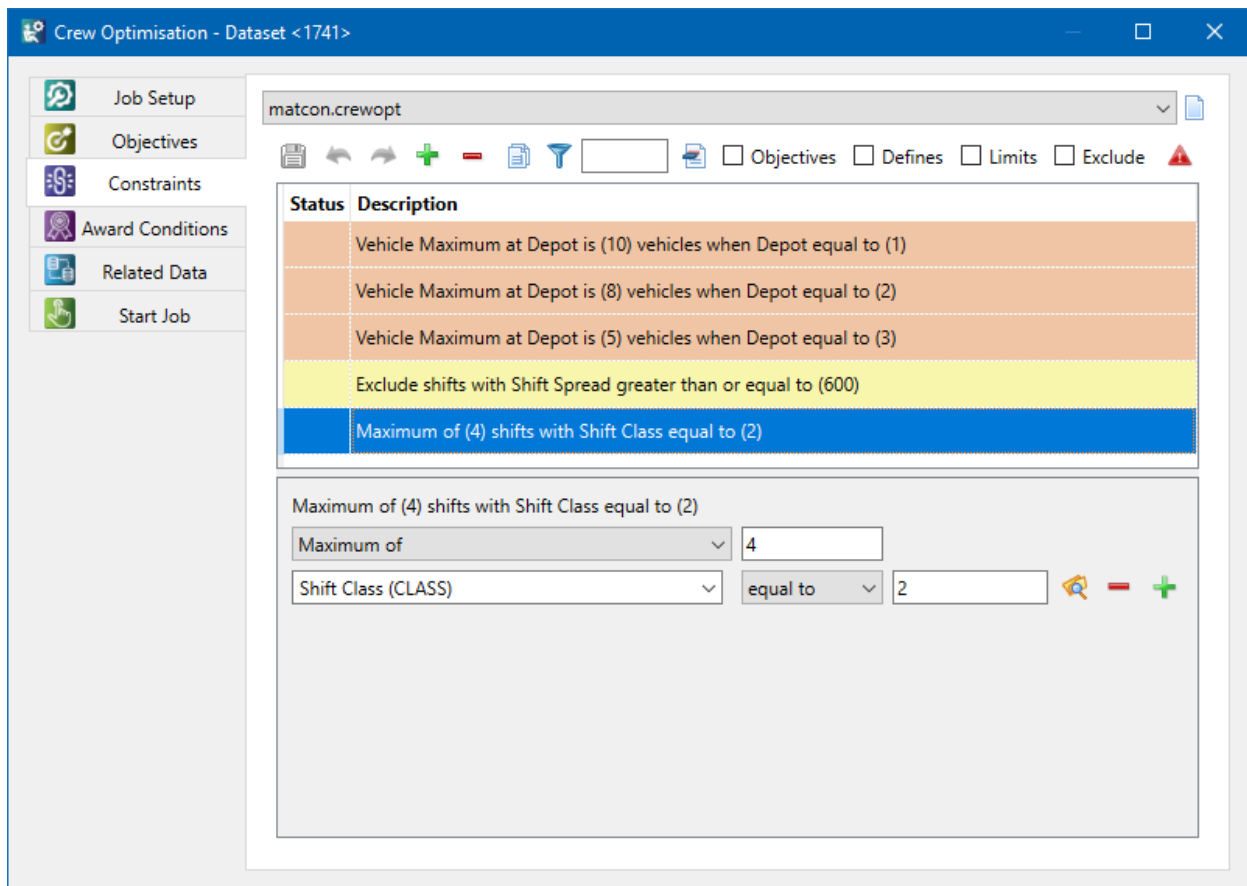 Crew Optimisation - Dataset <1741>
Job Setup
Objectives
Constraints
Award Conditions
Related Data
Start Job
matcon.crewopt
Objectives Defines Limits Exclude
Status Description
Vehicle Maximum at Depot is (10) vehicles when Depot equal to (1)
Vehicle Maximum at Depot is (8) vehicles when Depot equal to (2)
Vehicle Maximum at Depot is (5) vehicles when Depot equal to (3)
Exclude shifts with Shift Spread greater than or equal to (600)
Maximum of (4) shifts with Shift Class equal to (2)
Maximum of (4) shifts with Shift Class equal to (2)
Maximum of 4
Shift Class (CLASS) equal to 2